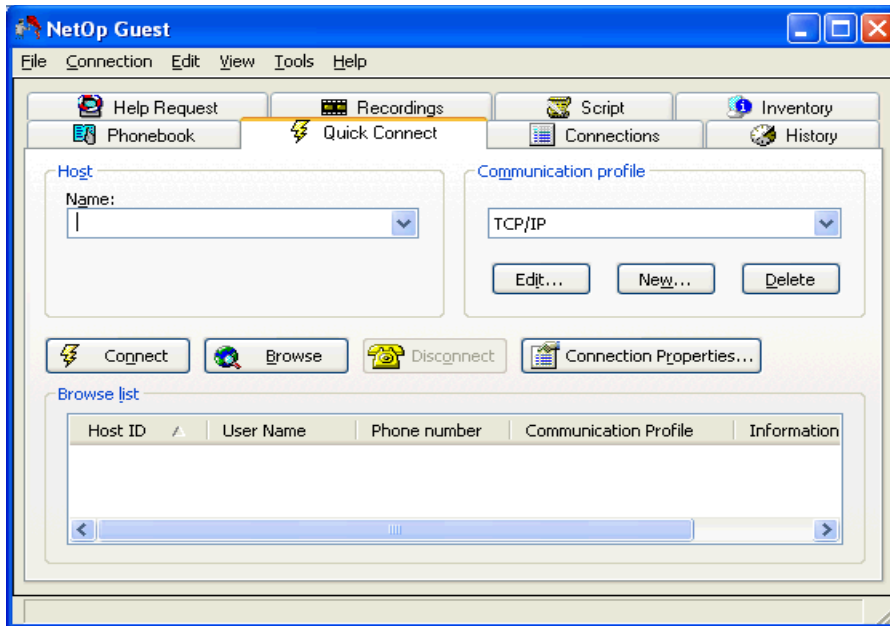 NetOp Guest
File Connection Edit View Tools Help
Help Request Recordings Script Inventory
Phonebook Quick Connect Connections History
Host Communication profile
Name:
TCP/IP
Edit... New... Delete
Connect Browse Disconnect Connection Properties...
Browse list
Host ID User Name Phone number Communication Profile Information